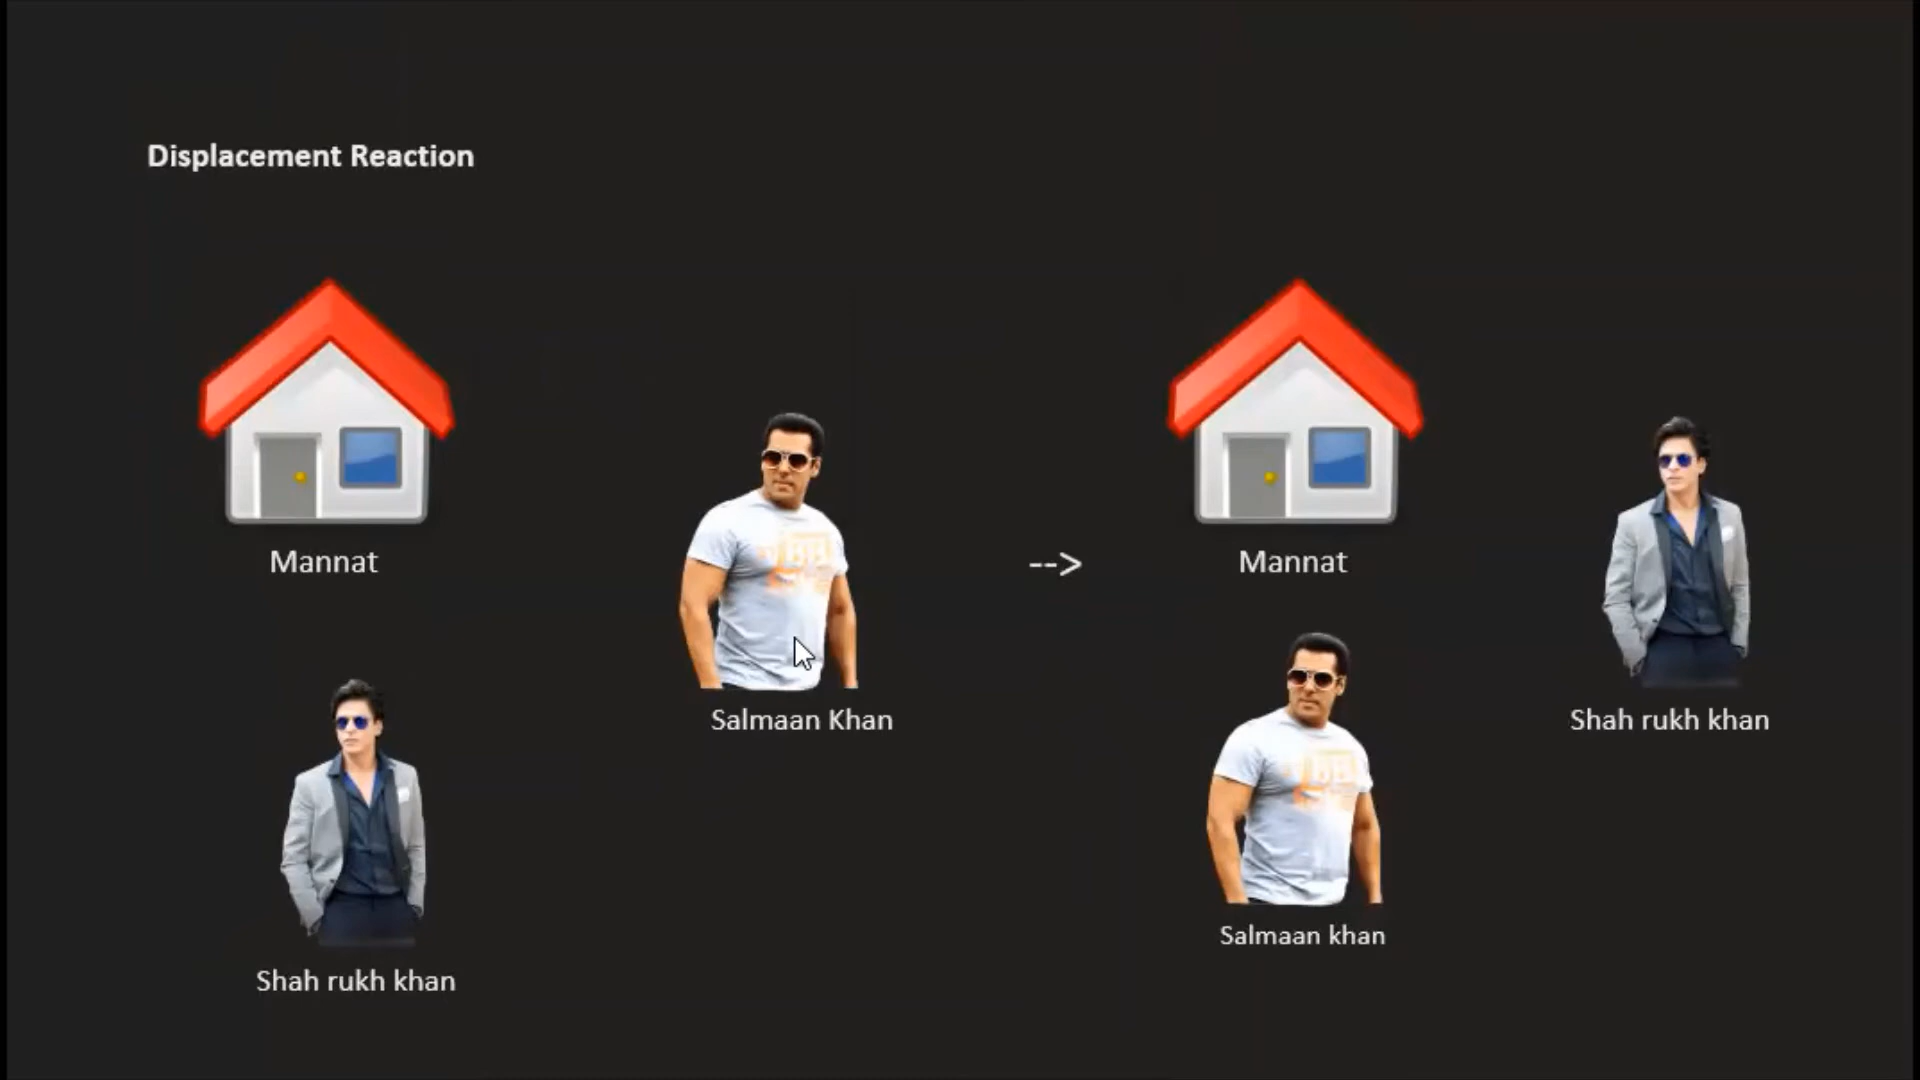 Displacement Reaction
Mannat
Shah rukh khan
Salmaan Khan
-->
Mannat
Salmaan khan
Shah rukh khan